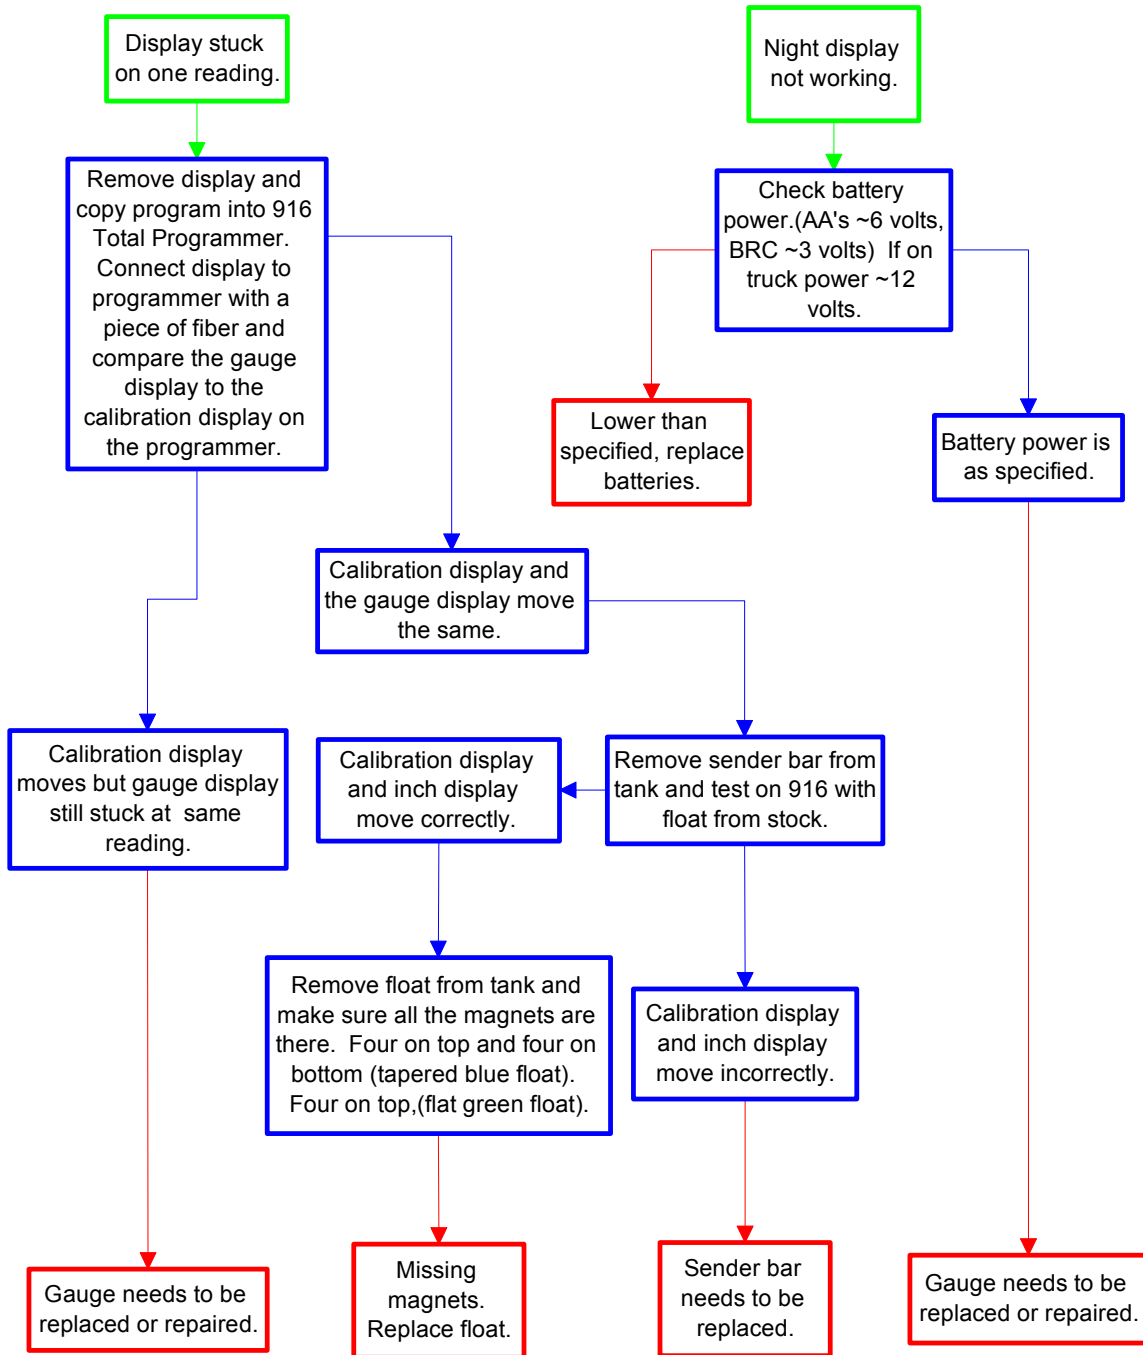 Display stuck
on one reading.
Night display
not working.
Remove display and
copy program into 916
Total Programmer.
Connect display to
programmer with a
piece of fiber and
compare the gauge
display to the
calibration display on
the programmer.
Check battery
power.(AA's ~6 volts,
BRC ~3 volts)  If on
truck power ~12
volts.
Lower than
specified, replace
batteries.
Battery power is
as specified.
Calibration display and
the gauge display move
the same.
Calibration display
moves but gauge display
still stuck at  same
reading.
Calibration display
and inch display
move correctly.
Remove sender bar from
tank and test on 916 with
float from stock.
Remove float from tank and
make sure all the magnets are
there.  Four on top and four on
bottom (tapered blue float).
Four on top,(flat green float).
Calibration display
and inch display
move incorrectly.
Gauge needs to be
replaced or repaired.
Missing
magnets.
Replace float.
Sender bar
needs to be
replaced.
Gauge needs to be
replaced or repaired.